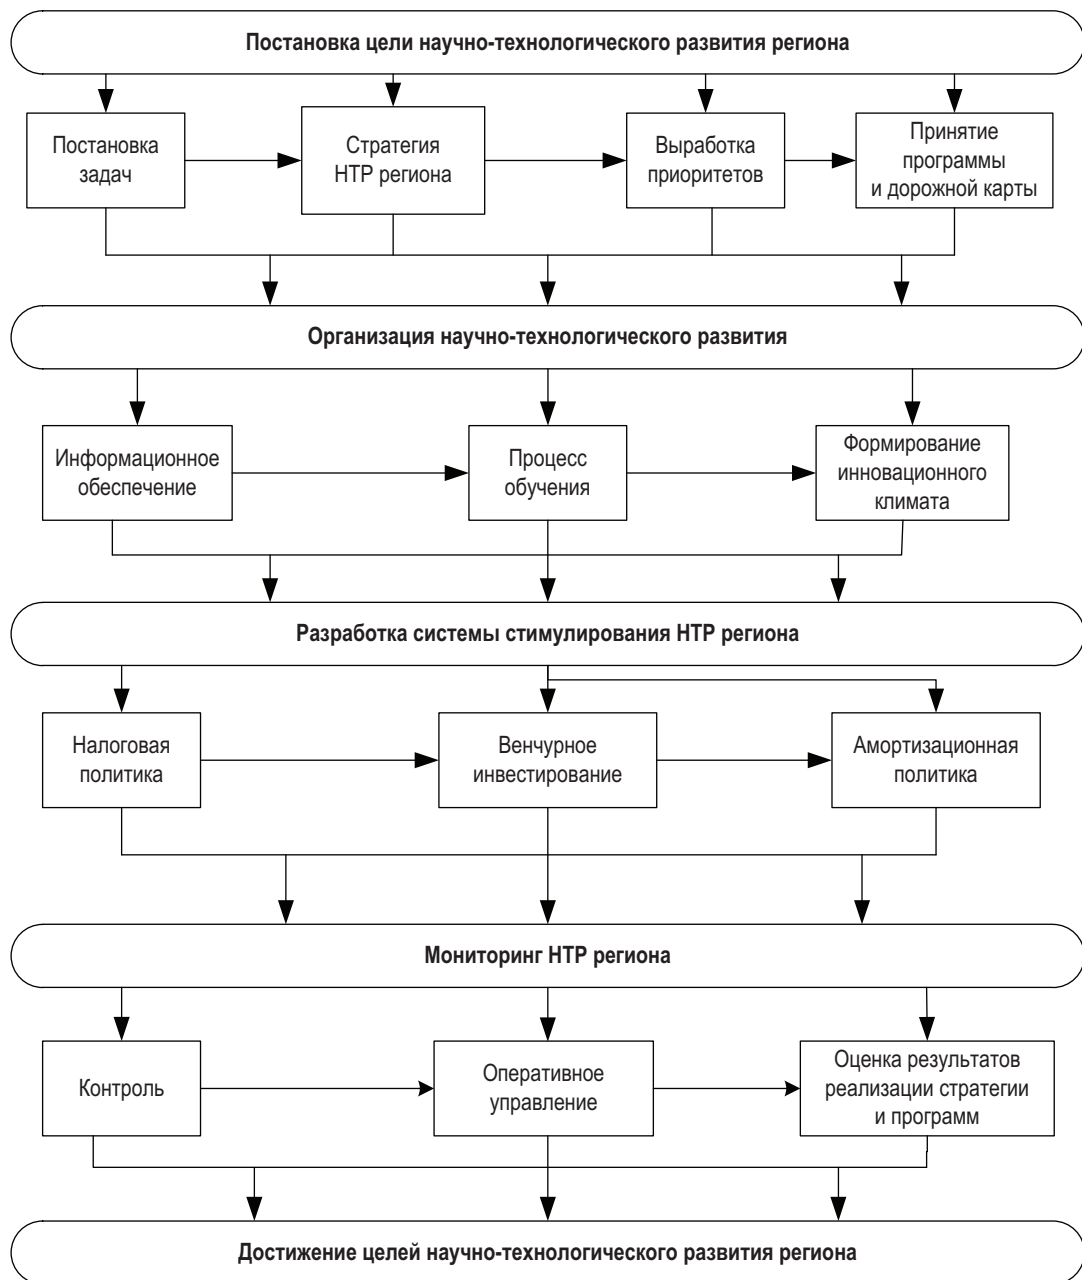 Постановка цели научно-технологического развития региона
Постановка
задач
Стратегия
НТР региона
Выработка
приоритетов
Принятие
программы
и дорожной карты
Организация научно-технологического развития
Информационное
обеспечение
Процесс
обучения
Формирование
инновационного
климата
Разработка системы стимулирования НТР региона
Налоговая
политика
Венчурное
инвестирование
Амортизационная
политика
Мониторинг НТР региона
Контроль
Оперативное
управление
Оценка результатов
реализации стратегии
и программ
Достижение целей научно-технологического развития региона